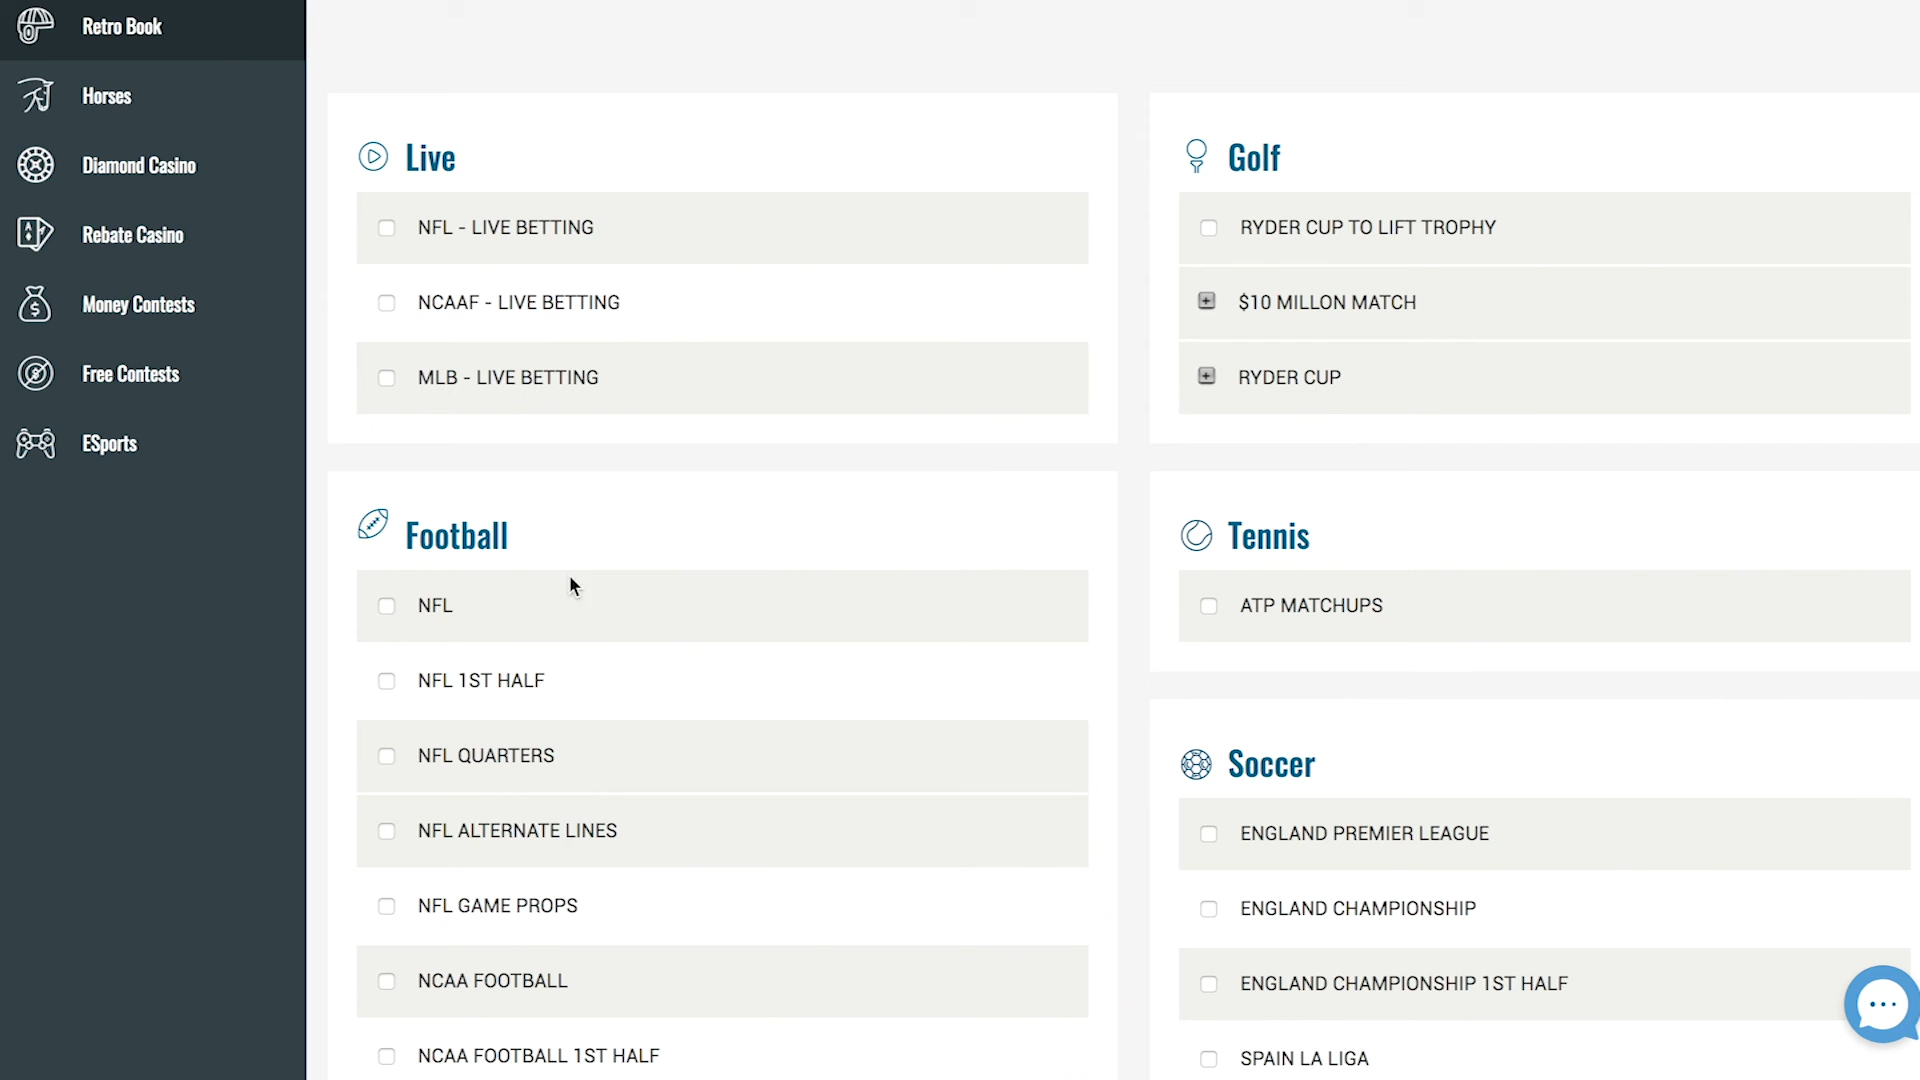 Retro Book
Horses
Diamond Casino
Rebate Casino
Money Contests
Free Contests
ESports
Live
NFL - LIVE BETTING
NCAAF - LIVE BETTING
MLB - LIVE BETTING
Football
NFL
NFL 1ST HALF
NFL QUARTERS
NFL ALTERNATE LINES
NFL GAME PROPS
NCAA FOOTBALL
NCAA FOOTBALL 1ST HALF
Golf
RYDER CUP TO LIFT TROPHY
$10 MILLON MATCH
RYDER CUP
Tennis
ATP MATCHUPS
Soccer
ENGLAND PREMIER LEAGUE
ENGLAND CHAMPIONSHIP
ENGLAND CHAMPIONSHIP 1ST HALF
SPAIN LA LIGA